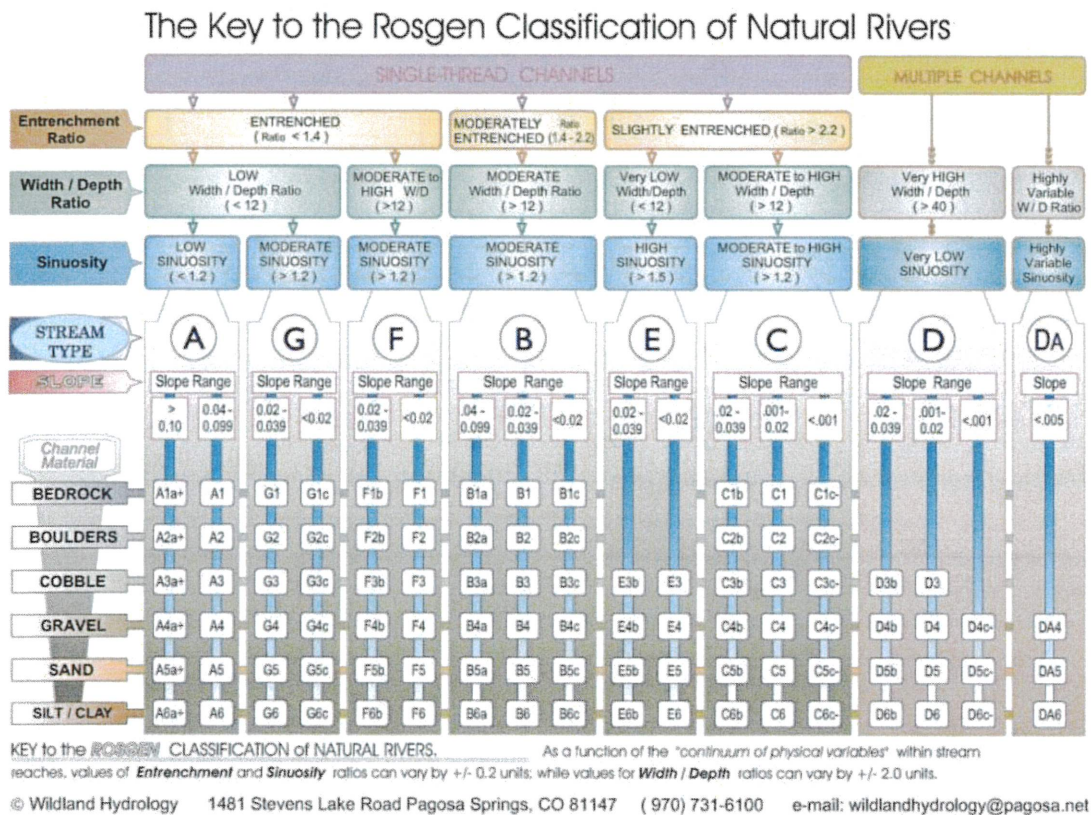 The Key to the Rosgen Classification of Natural Rivers
SINGLE-THREAD CHANNELS MULTIPLE CHANNELS
Entrenchment Ratio
ENTRENCHED ( Ratio < 1.4 )
MODERATELY ENTRENCHED Ratio (1.4 - 2.2)
SLIGHTLY ENTRENCHED ( Ratio > 2.2 )
Width / Depth Ratio
LOW Width / Depth Ratio ( < 12 )
MODERATE to HIGH W/D ( >12 )
MODERATE Width / Depth Ratio ( > 12 )
Very LOW Width/Depth ( < 12 )
MODERATE to HIGH Width / Depth ( > 12 )
Very HIGH Width / Depth ( > 40 )
Highly Variable W / D Ratio
Sinuosity
LOW SINUOSITY ( < 1.2 )
MODERATE SINUOSITY ( > 1.2 )
MODERATE SINUOSITY ( > 1.2 )
MODERATE SINUOSITY ( > 1.2 )
HIGH SINUOSITY ( > 1.5 )
MODERATE to HIGH SINUOSITY ( > 1.2 )
Very LOW SINUOSITY
Highly Variable Sinuosity
STREAM TYPE A G F B E C D DA
SLOPE Slope Range Slope Range Slope Range Slope Range Slope Range Slope Range Slope Range Slope
> 0.10 0.04 - 0.099 0.02 - 0.039 <0.02 0.02 - 0.039 <0.02 .04 - 0.099 0.02 - 0.039 <0.02 0.02 - 0.039 <0.02 .02 - 0.039 .001- 0.02 <.001 .02 - 0.039 .001- 0.02 <.001 <.005
Channel Material
BEDROCK A1a+ A1 G1 G1c F1b F1 B1a B1 B1c C1b C1 C1c-
BOULDERS A2a+ A2 G2 G2c F2b F2 B2a B2 B2c C2b C2 C2c-
COBBLE A3a+ A3 G3 G3c F3b F3 B3a B3 B3c E3b E3 C3b C3 C3c- D3b D3
GRAVEL A4a+ A4 G4 G4c F4b F4 B4a B4 B4c E4b E4 C4b C4 C4c- D4b D4 D4c- DA4
SAND A5a+ A5 G5 G5c F5b F5 B5a B5 B5c E5b E5 C5b C5 C5c- D5b D5 D5c- DA5
SILT / CLAY A6a+ A6 G6 G6c F6b F6 B6a B6 B6c E6b E6 C6b C6 C6c- D6b D6 D6c- DA6
KEY to the ROSGEN CLASSIFICATION of NATURAL RIVERS. As a function of the "continuum of physical variables" within stream
reaches, values of Entrenchment and Sinuosity ratios can vary by +/- 0.2 units; while values for Width / Depth ratios can vary by +/- 2.0 units.
© Wildland Hydrology 1481 Stevens Lake Road Pagosa Springs, CO 81147 ( 970) 731-6100 e-mail: wildlandhydrology@pagosa.net